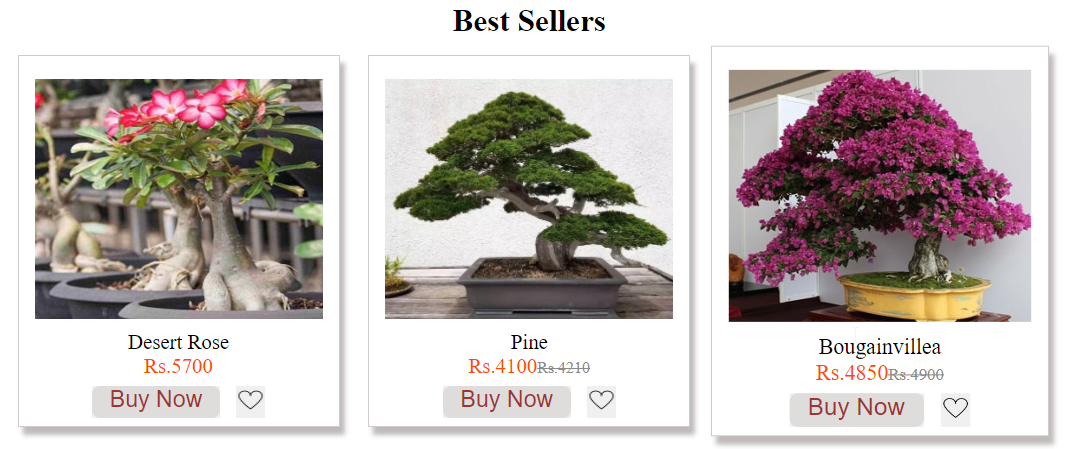 Best Sellers
Desert Rose
Rs.5700
Buy Now
Pine
Rs.4100Rs.4210
Buy Now
Bougainvillea
Rs.4850Rs.4900
Buy Now